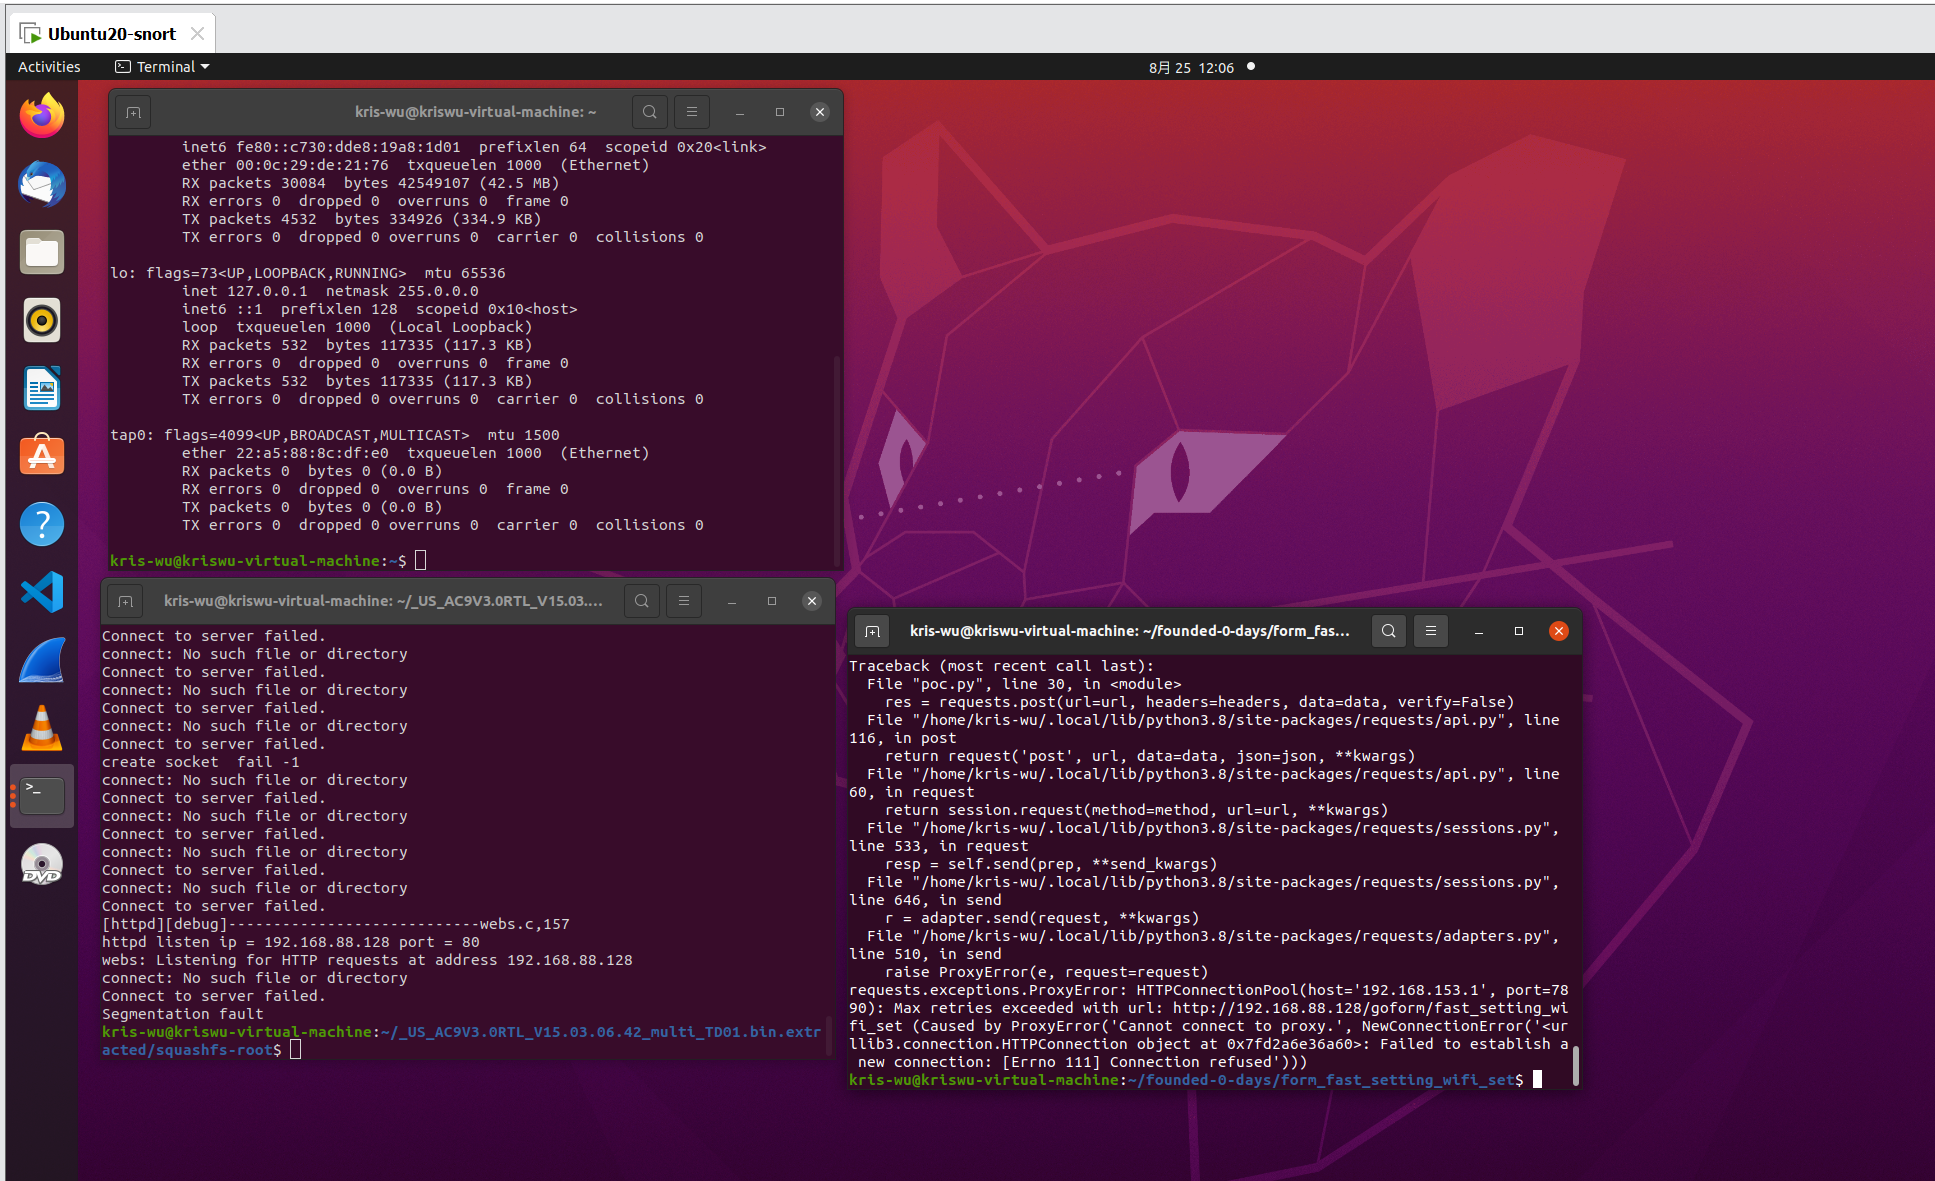 Ubuntu20-snort
Activities
Terminal
8月 25 12:06
kris-wu@kriswu-virtual-machine: ~
inet6 fe80::c730:dde8:19a8:1d01  prefixlen 64  scopeid 0x20<link>
ether 00:0c:29:de:21:76  txqueuelen 1000  (Ethernet)
RX packets 30084  bytes 42549107 (42.5 MB)
RX errors 0  dropped 0  overruns 0  frame 0
TX packets 4532  bytes 334926 (334.9 KB)
TX errors 0  dropped 0 overruns 0  carrier 0  collisions 0
lo: flags=73<UP,LOOPBACK,RUNNING>  mtu 65536
inet 127.0.0.1  netmask 255.0.0.0
inet6 ::1  prefixlen 128  scopeid 0x10<host>
loop  txqueuelen 1000  (Local Loopback)
RX packets 532  bytes 117335 (117.3 KB)
RX errors 0  dropped 0  overruns 0  frame 0
TX packets 532  bytes 117335 (117.3 KB)
TX errors 0  dropped 0 overruns 0  carrier 0  collisions 0
tap0: flags=4099<UP,BROADCAST,MULTICAST>  mtu 1500
ether 22:a5:88:8c:df:e0  txqueuelen 1000  (Ethernet)
RX packets 0  bytes 0 (0.0 B)
RX errors 0  dropped 0  overruns 0  frame 0
TX packets 0  bytes 0 (0.0 B)
TX errors 0  dropped 0 overruns 0  carrier 0  collisions 0
kris-wu@kriswu-virtual-machine:~$
kris-wu@kriswu-virtual-machine: ~/_US_AC9V3.0RTL_V15.03....
Connect to server failed.
connect: No such file or directory
Connect to server failed.
connect: No such file or directory
Connect to server failed.
connect: No such file or directory
Connect to server failed.
create socket  fail -1
connect: No such file or directory
Connect to server failed.
connect: No such file or directory
Connect to server failed.
connect: No such file or directory
Connect to server failed.
connect: No such file or directory
Connect to server failed.
[httpd][debug]----------------------------webs.c,157
httpd listen ip = 192.168.88.128 port = 80
webs: Listening for HTTP requests at address 192.168.88.128
connect: No such file or directory
Connect to server failed.
Segmentation fault
kris-wu@kriswu-virtual-machine:~/_US_AC9V3.0RTL_V15.03.06.42_multi_TD01.bin.extr
acted/squashfs-root$
kris-wu@kriswu-virtual-machine: ~/founded-0-days/form_fas...
Traceback (most recent call last):
File "poc.py", line 30, in <module>
res = requests.post(url=url, headers=headers, data=data, verify=False)
File "/home/kris-wu/.local/lib/python3.8/site-packages/requests/api.py", line
116, in post
return request('post', url, data=data, json=json, **kwargs)
File "/home/kris-wu/.local/lib/python3.8/site-packages/requests/api.py", line
60, in request
return session.request(method=method, url=url, **kwargs)
File "/home/kris-wu/.local/lib/python3.8/site-packages/requests/sessions.py",
line 533, in request
resp = self.send(prep, **send_kwargs)
File "/home/kris-wu/.local/lib/python3.8/site-packages/requests/sessions.py",
line 646, in send
r = adapter.send(request, **kwargs)
File "/home/kris-wu/.local/lib/python3.8/site-packages/requests/adapters.py",
line 510, in send
raise ProxyError(e, request=request)
requests.exceptions.ProxyError: HTTPConnectionPool(host='192.168.153.1', port=78
90): Max retries exceeded with url: http://192.168.88.128/goform/fast_setting_wi
fi_set (Caused by ProxyError('Cannot connect to proxy.', NewConnectionError('<ur
llib3.connection.HTTPConnection object at 0x7fd2a6e36a60>: Failed to establish a
new connection: [Errno 111] Connection refused')))
kris-wu@kriswu-virtual-machine:~/founded-0-days/form_fast_setting_wifi_set$
DVD